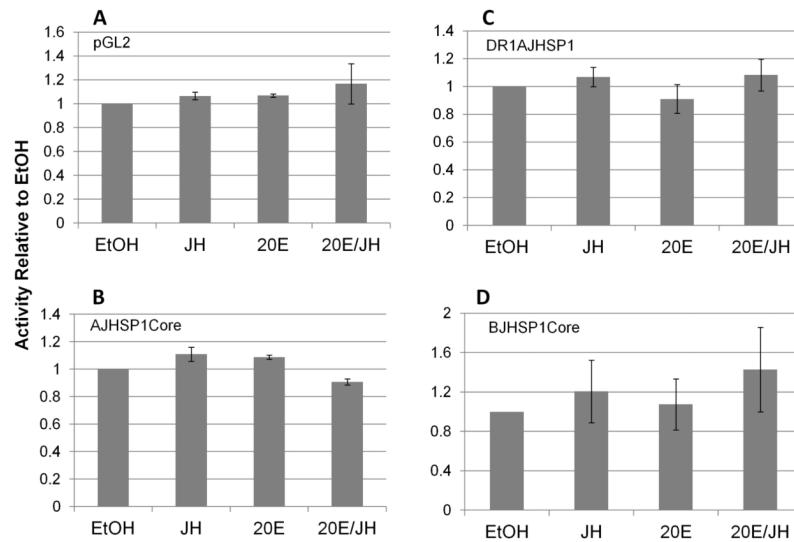 Activity Relative to EtOH
A
pGL2
1.6
1.4
1.2
1
0.8
0.6
0.4
0.2
0
EtOH JH 20E 20E/JH
B
AJHSP1Core
1.4
1.2
1
0.8
0.6
0.4
0.2
0
EtOH JH 20E 20E/JH
C
DR1AJHSP1
1.4
1.2
1
0.8
0.6
0.4
0.2
0
EtOH JH 20E 20E/JH
D
BJHSP1Core
2
1.6
1.2
0.8
0.4
0
EtOH JH 20E 20E/JH